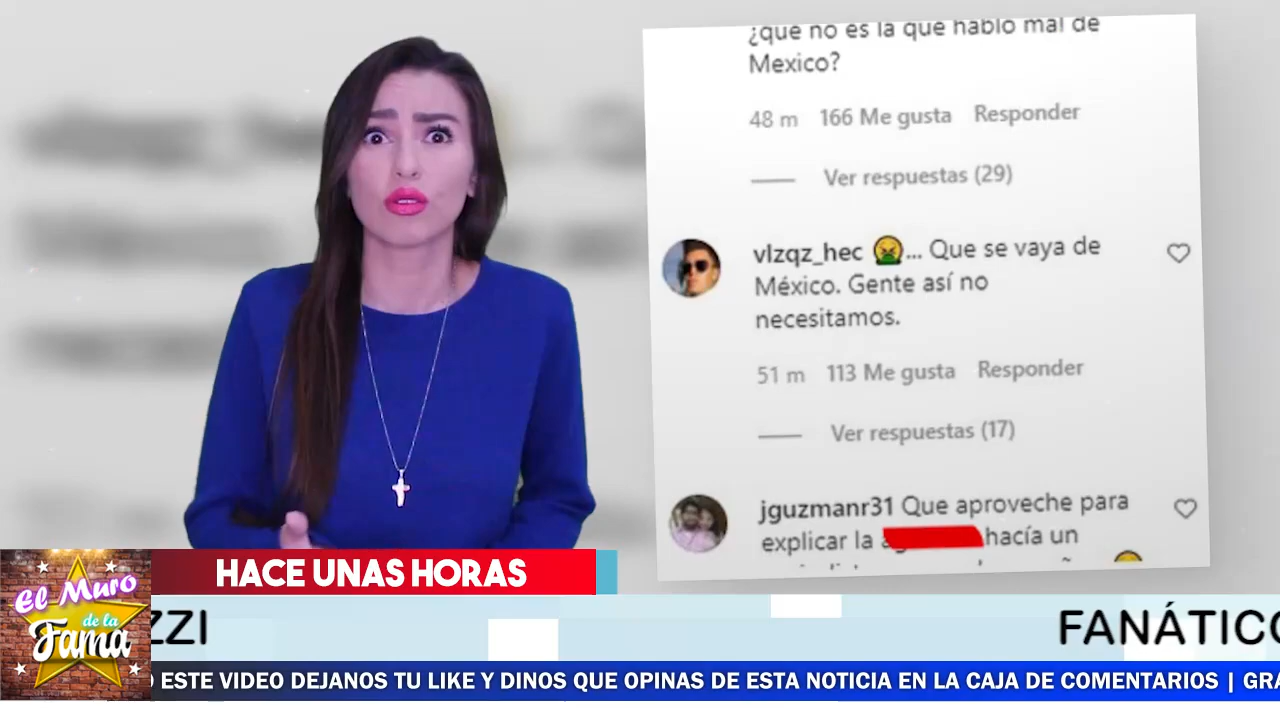 ¿que no es la que hablo mal de
Mexico?
48 m 166 Me gusta Responder
Ver respuestas (29)
vlzqz_hec 🤮... Que se vaya de
México. Gente así no
necesitamos.
51 m 113 Me gusta Responder
Ver respuestas (17)
jguzmanr31 Que aproveche para
explicar la hacía un
HACE UNAS HORAS
El Muro
de la
Fama
ZZI FANÁTICO
ESTE VIDEO DEJANOS TU LIKE Y DINOS QUE OPINAS DE ESTA NOTICIA EN LA CAJA DE COMENTARIOS | GRA